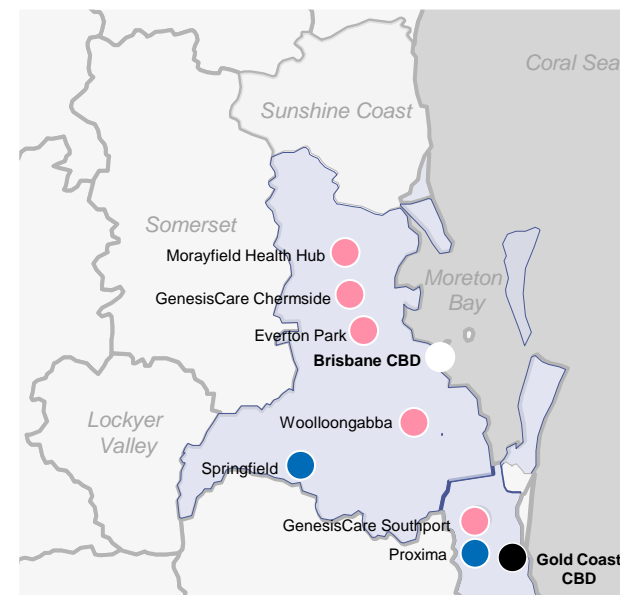 Coral Sea
Sunshine Coast
Somerset
Morayfield Health Hub
Moreton
Bay
GenesisCare Chermside
Everton Park
Brisbane CBD
Lockyer
Valley
Woolloongabba
Springfield
GenesisCare Southport
Proxima
Gold Coast
CBD